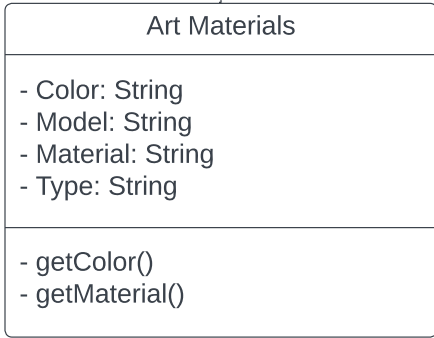 Art Materials
- Color: String
- Model: String
- Material: String
- Type: String
- getColor()
- getMaterial()